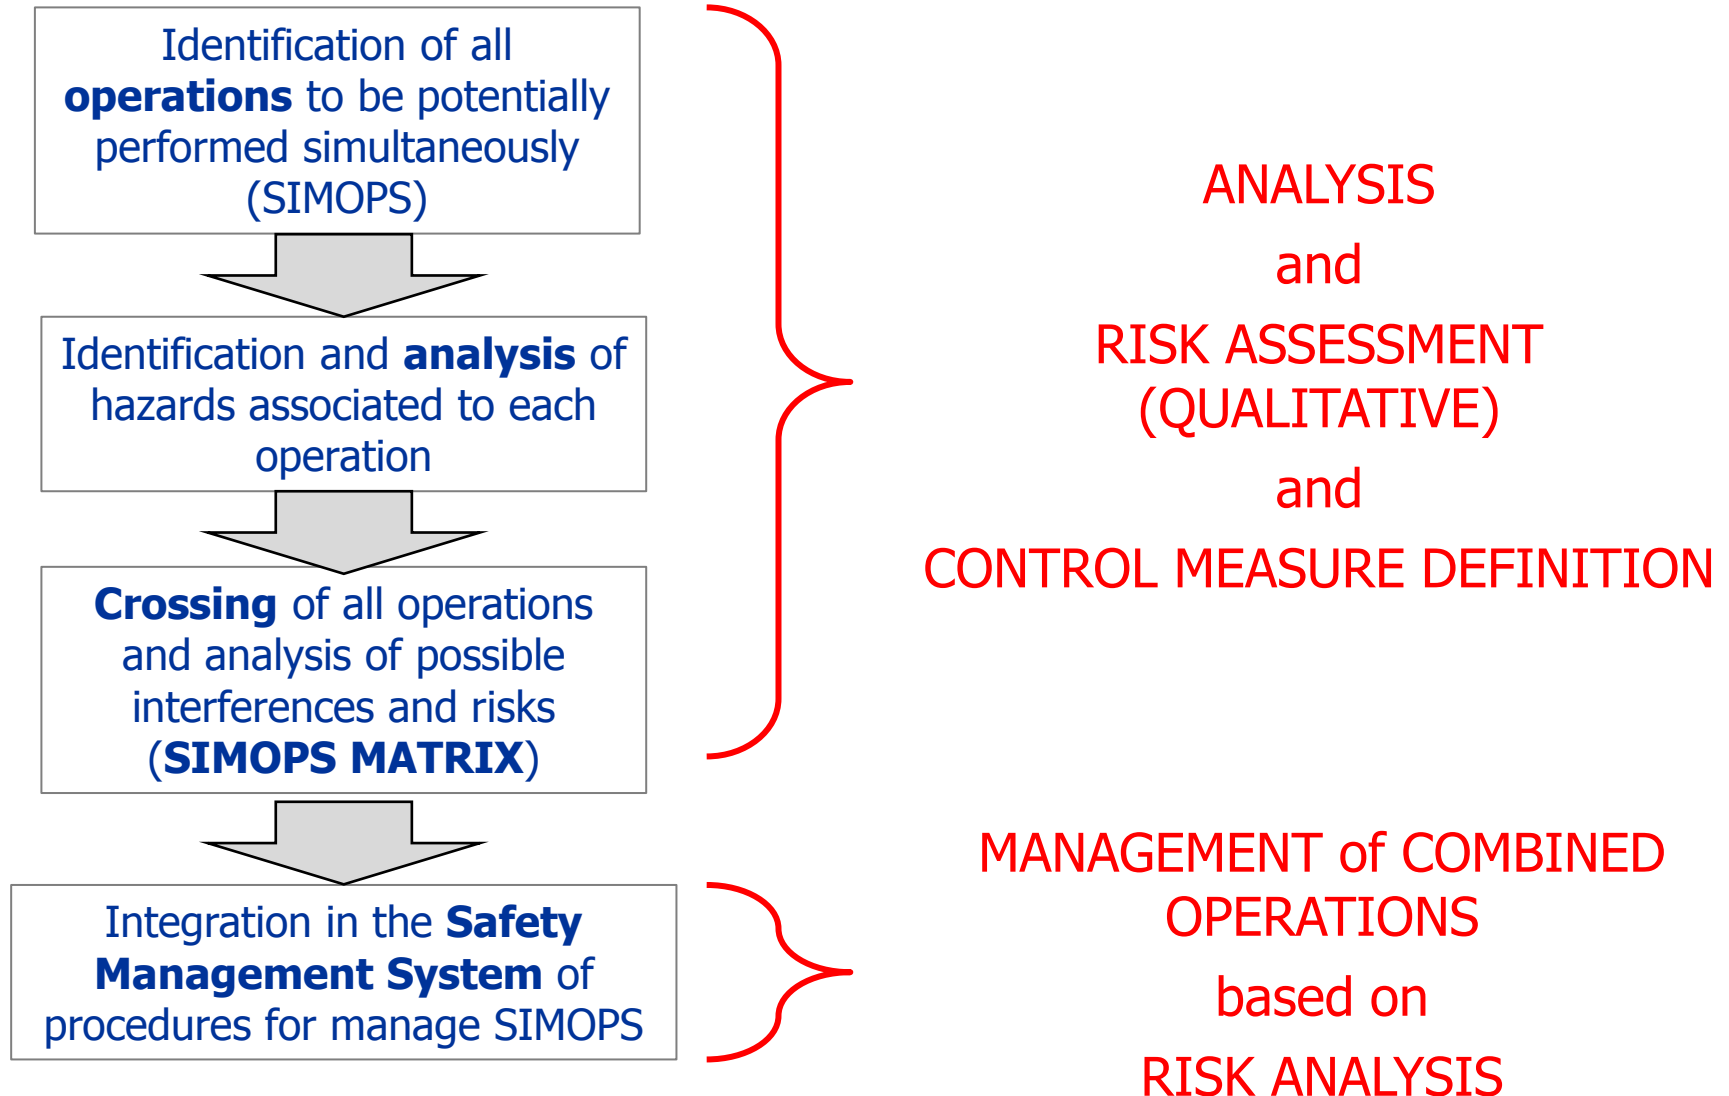 Identification of all
operations to be potentially
performed simultaneously
(SIMOPS)
Identification and analysis of
hazards associated to each
operation
Crossing of all operations
and analysis of possible
interferences and risks
(SIMOPS MATRIX)
Integration in the Safety
Management System of
procedures for manage SIMOPS
ANALYSIS
and
RISK ASSESSMENT
(QUALITATIVE)
and
CONTROL MEASURE DEFINITION
MANAGEMENT of COMBINED
OPERATIONS
based on
RISK ANALYSIS